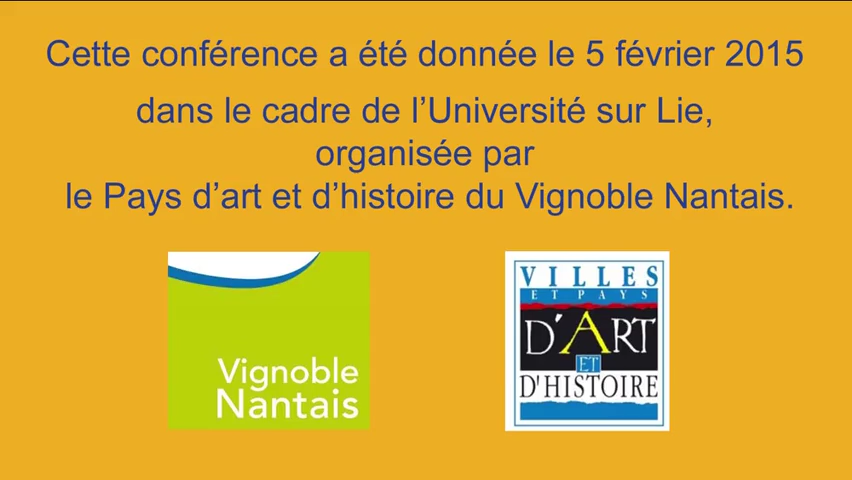 Cette conférence a été donnée le 5 février 2015
dans le cadre de l’Université sur Lie,
organisée par
le Pays d’art et d’histoire du Vignoble Nantais.
Vignoble
Nantais
VILLES
ET PAYS
D'ART
ET
D'HISTOIRE